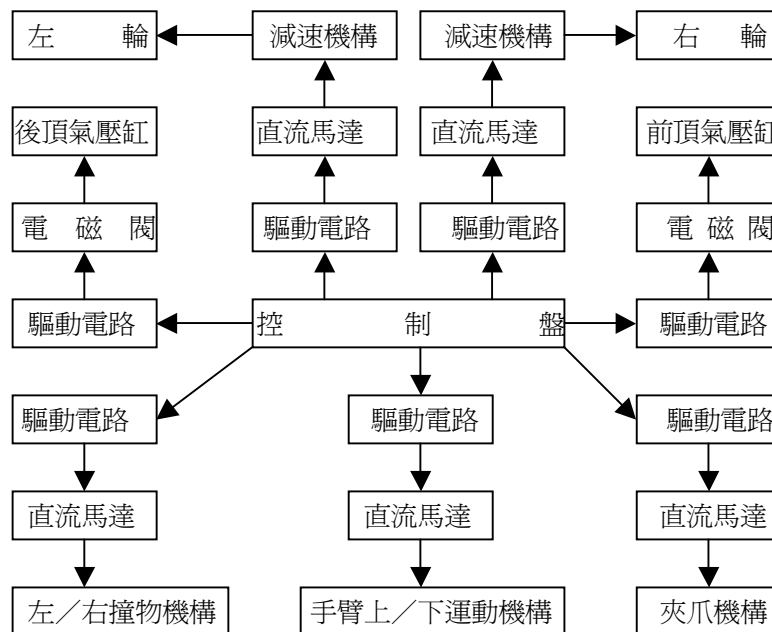 左 輪 減速機構 減速機構 右 輪
後頂氣壓缸 直流馬達 直流馬達 前頂氣壓缸
電 磁 閥 驅動電路 驅動電路 電 磁 閥
驅動電路 控 制 盤 驅動電路
驅動電路 驅動電路 驅動電路
直流馬達 直流馬達 直流馬達
左／右撞物機構 手臂上／下運動機構 夾爪機構